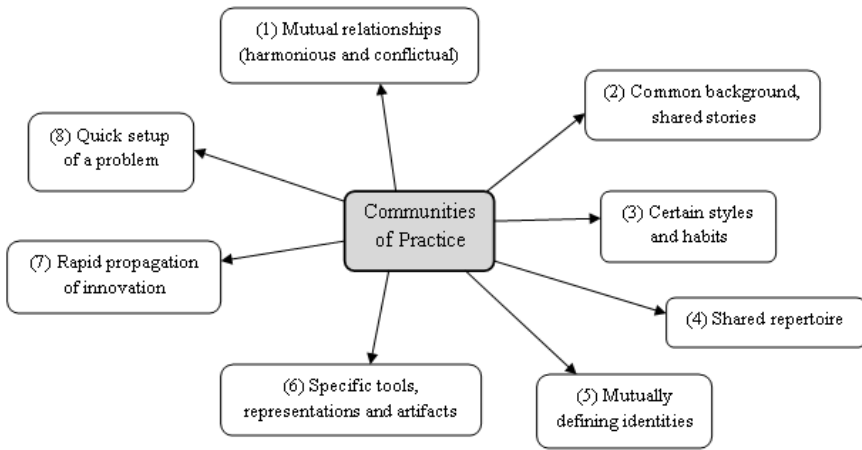 (1) Mutual relationships
(harmonious and conflictual)
(2) Common background,
shared stories
(8) Quick setup
of a problem
Communities
of Practice
(3) Certain styles
and habits
(7) Rapid propagation
of innovation
(4) Shared repertoire
(6) Specific tools,
representations and artifacts
(5) Mutually
defining identities